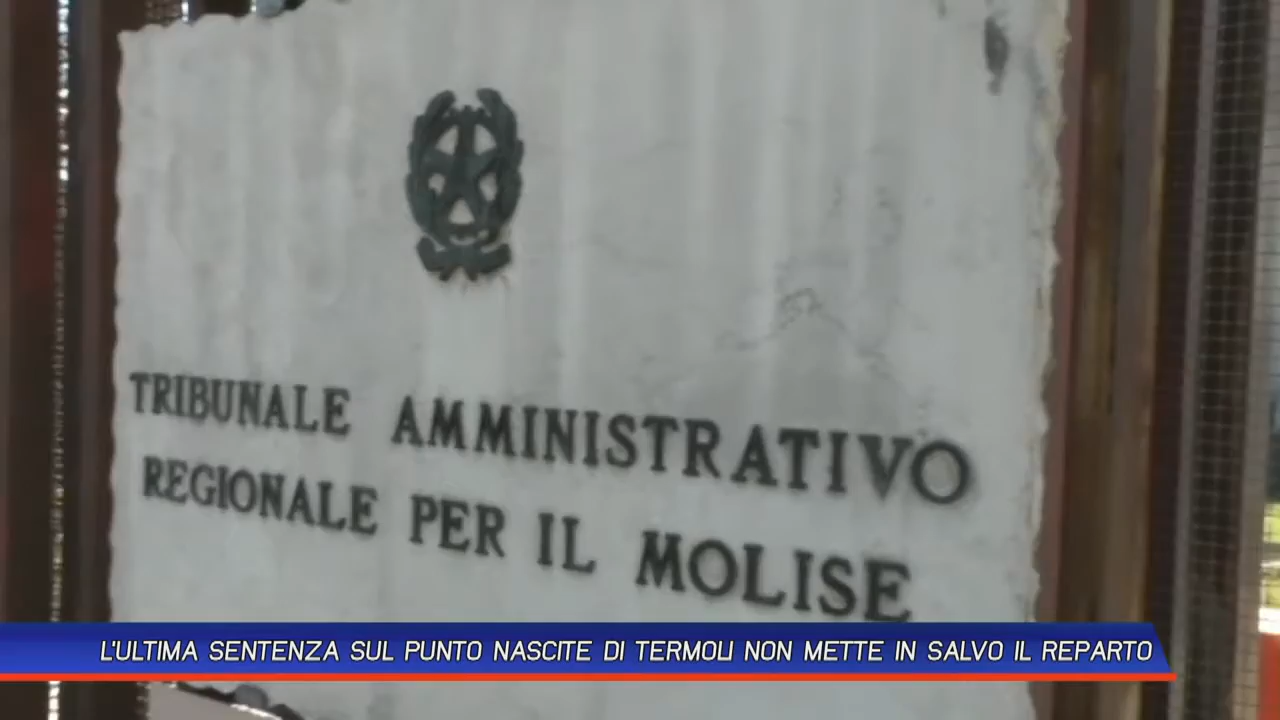 TRIBUNALE AMMINISTRATIVO
REGIONALE PER IL MOLISE
L'ULTIMA SENTENZA SUL PUNTO NASCITE DI TERMOLI NON METTE IN SALVO IL REPARTO